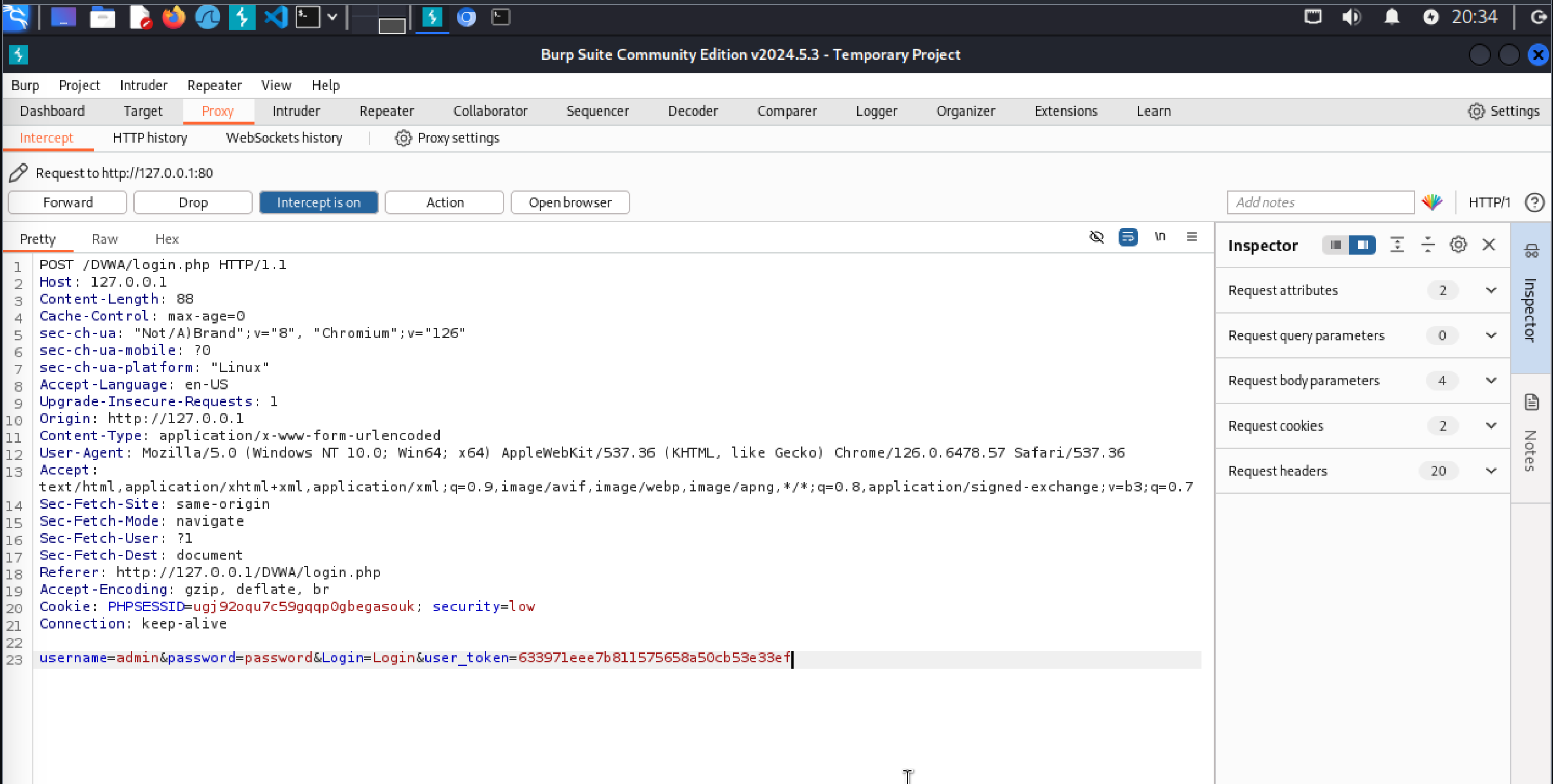 20:34
Burp Suite Community Edition v2024.5.3 - Temporary Project
Burp Project Intruder Repeater View Help
Dashboard Target Proxy Intruder Repeater Collaborator Sequencer Decoder Comparer Logger Organizer Extensions Learn Settings
Intercept HTTP history WebSockets history Proxy settings
Request to http://127.0.0.1:80
Forward Drop Intercept is on Action Open browser Add notes HTTP/1
Pretty Raw Hex \n
Inspector
Request attributes 2
Request query parameters 0
Request body parameters 4
Request cookies 2
Request headers 20
Inspector
Notes
1 POST /DVWA/login.php HTTP/1.1
2 Host: 127.0.0.1
3 Content-Length: 88
4 Cache-Control: max-age=0
5 sec-ch-ua: "Not/A)Brand";v="8", "Chromium";v="126"
6 sec-ch-ua-mobile: ?0
7 sec-ch-ua-platform: "Linux"
8 Accept-Language: en-US
9 Upgrade-Insecure-Requests: 1
10 Origin: http://127.0.0.1
11 Content-Type: application/x-www-form-urlencoded
12 User-Agent: Mozilla/5.0 (Windows NT 10.0; Win64; x64) AppleWebKit/537.36 (KHTML, like Gecko) Chrome/126.0.6478.57 Safari/537.36
13 Accept:
text/html,application/xhtml+xml,application/xml;q=0.9,image/avif,image/webp,image/apng,*/*;q=0.8,application/signed-exchange;v=b3;q=0.7
14 Sec-Fetch-Site: same-origin
15 Sec-Fetch-Mode: navigate
16 Sec-Fetch-User: ?1
17 Sec-Fetch-Dest: document
18 Referer: http://127.0.0.1/DVWA/login.php
19 Accept-Encoding: gzip, deflate, br
20 Cookie: PHPSESSID=ugj92oqu7c59gqqp0gbegasouk; security=low
21 Connection: keep-alive
22
23 username=admin&password=password&Login=Login&user_token=633971eee7b811575658a50cb53e33ef